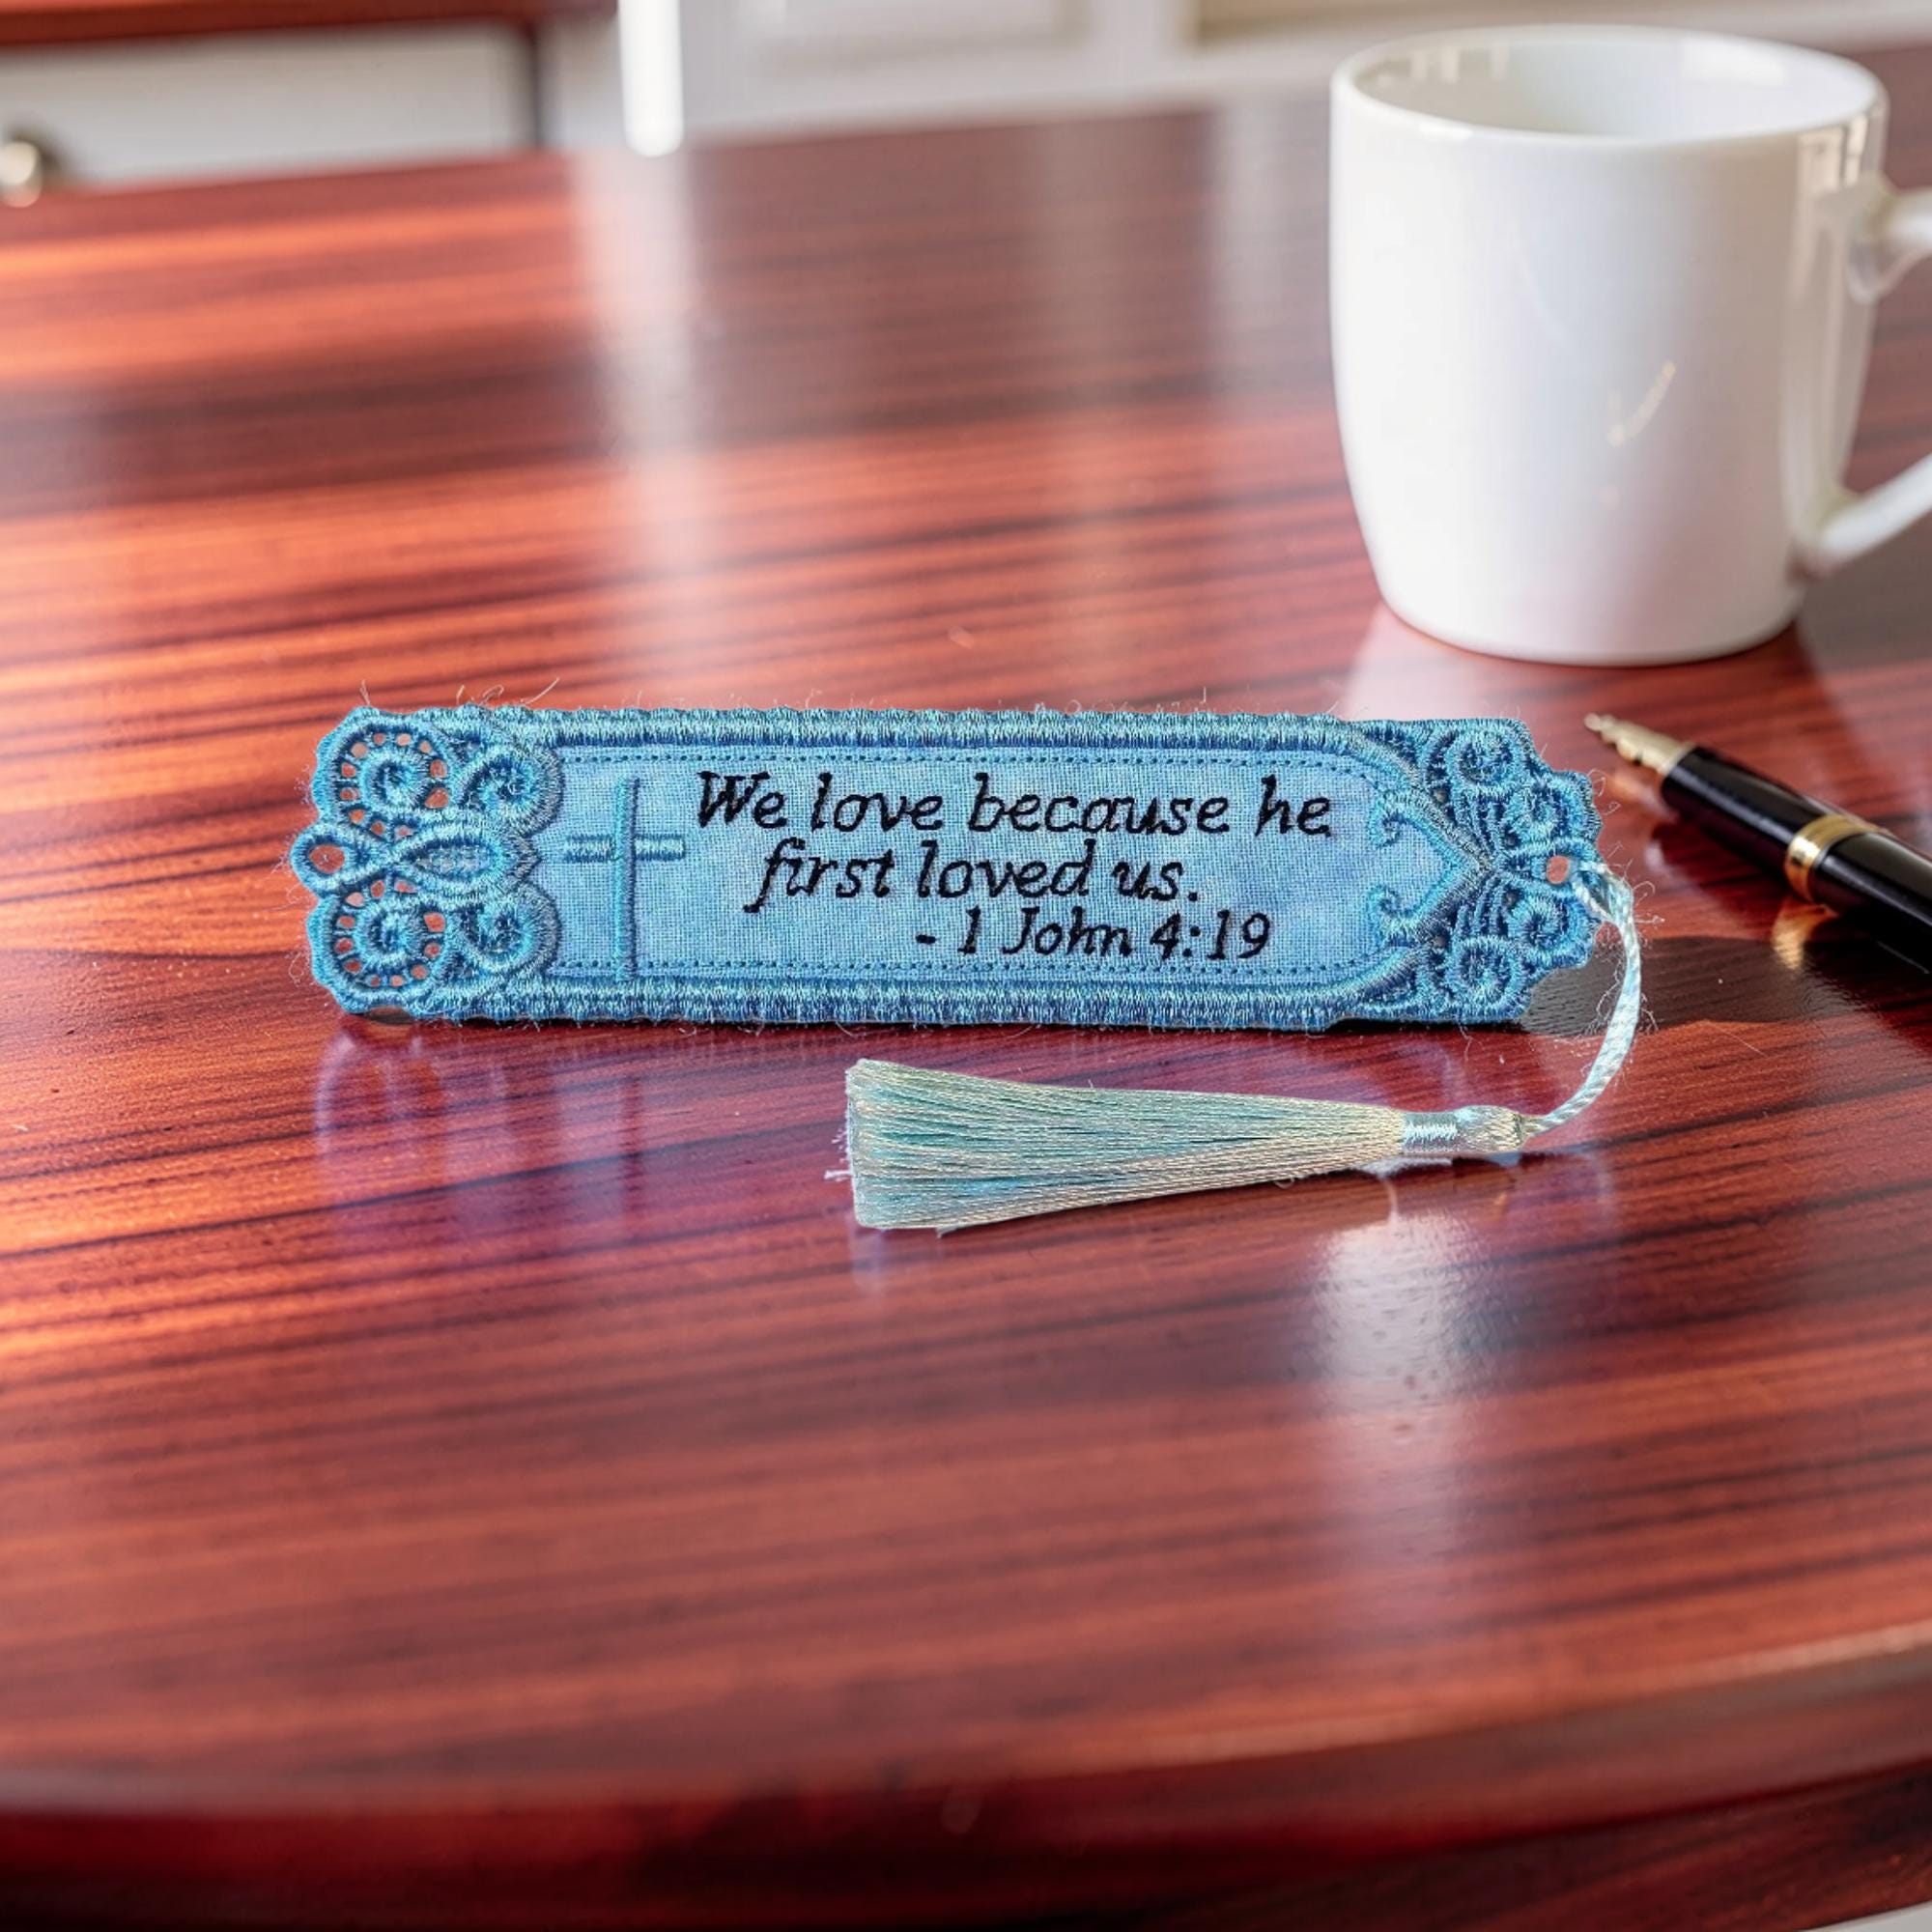 We love because he
first loved us.
- 1 John 4:19